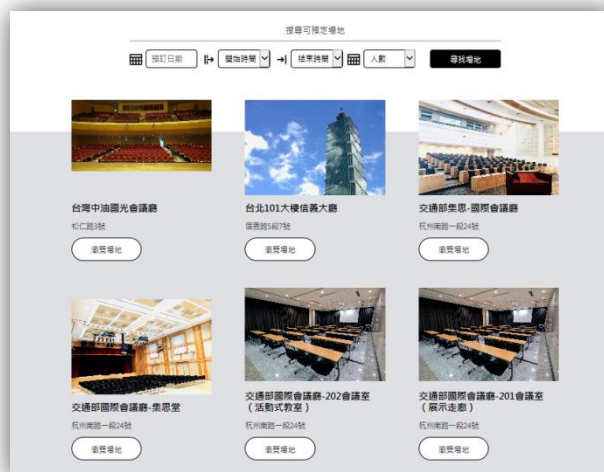 搜尋可預定場地
預訂日期 開始時間 結束時間 人數 尋找場地
台灣中油國光會議廳 台北101大樓信義大廳 交通部集思-國際會議廳
松仁路3號 信義路5段7號 杭州南路一段24號
瀏覽場地 瀏覽場地 瀏覽場地
交通部國際會議廳-集思堂 交通部國際會議廳-202會議室 交通部國際會議廳-201會議室
(活動式教室) (展示走廊)
杭州南路一段24號 杭州南路一段24號 杭州南路一段24號
瀏覽場地 瀏覽場地 瀏覽場地